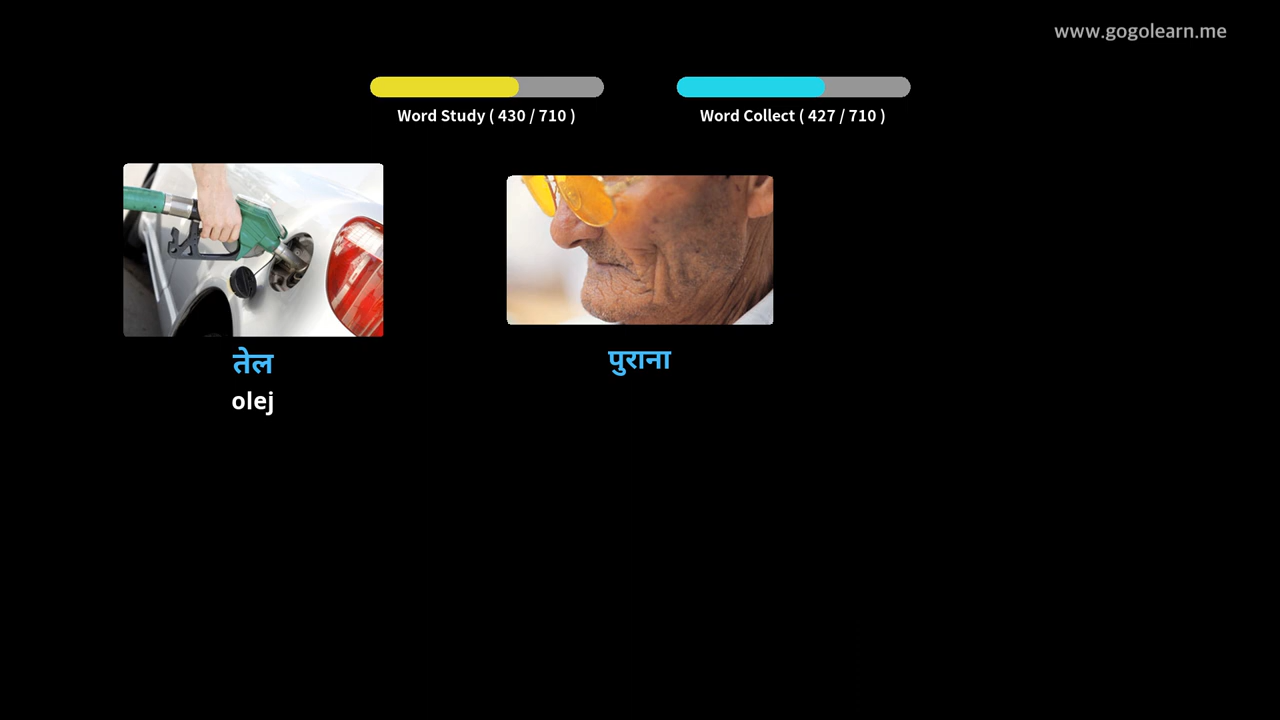 www.gogolearn.me
Word Study ( 430 / 710 )
Word Collect ( 427 / 710 )
तेल
olej
पुराना